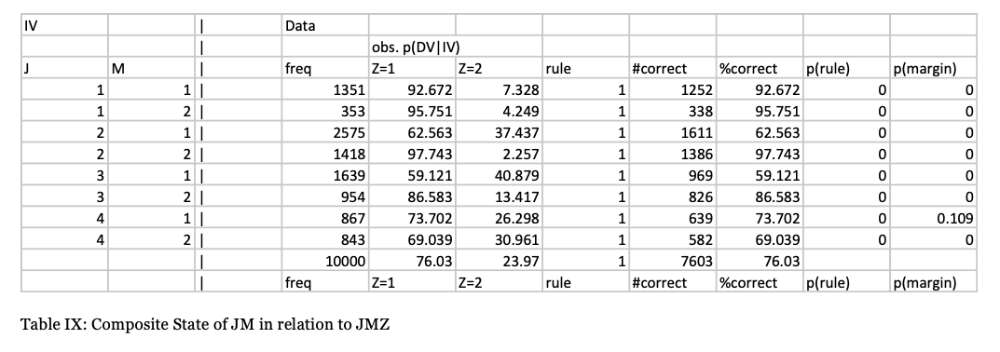 IV | Data
| obs. p(DV|IV)
J M | freq Z=1 Z=2 rule #correct %correct p(rule) p(margin)
1 1 | 1351 92.672 7.328 1 1252 92.672 0 0
1 2 | 353 95.751 4.249 1 338 95.751 0 0
2 1 | 2575 62.563 37.437 1 1611 62.563 0 0
2 2 | 1418 97.743 2.257 1 1386 97.743 0 0
3 1 | 1639 59.121 40.879 1 969 59.121 0 0
3 2 | 954 86.583 13.417 1 826 86.583 0 0
4 1 | 867 73.702 26.298 1 639 73.702 0 0.109
4 2 | 843 69.039 30.961 1 582 69.039 0 0
| 10000 76.03 23.97 1 7603 76.03
| freq Z=1 Z=2 rule #correct %correct p(rule) p(margin)
Table IX: Composite State of JM in relation to JMZ